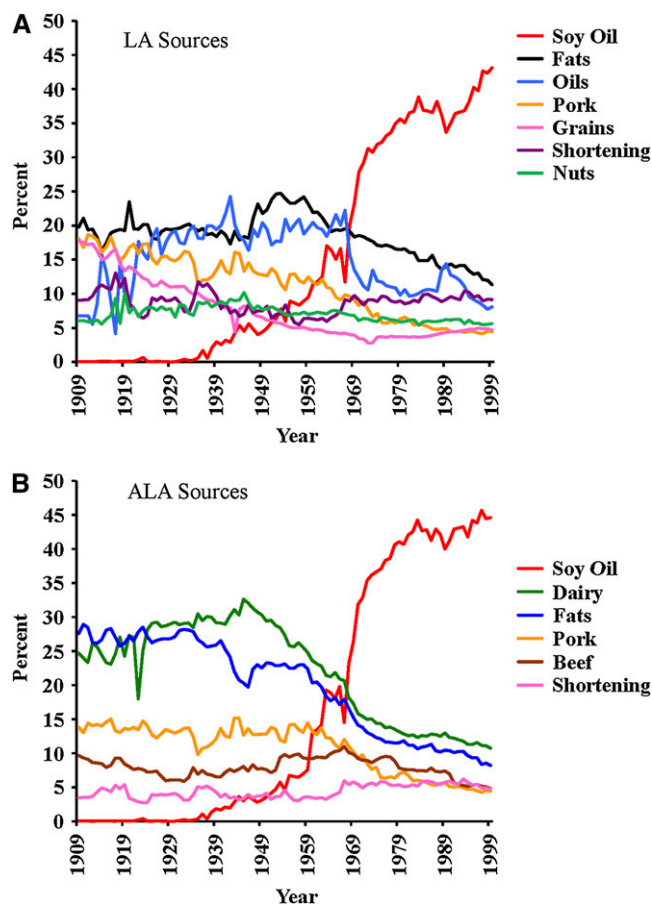 A
LA Sources
50
45
40
35
30
25
20
15
10
5
0
Percent
1909
1919
1929
1939
1949
1959
1969
1979
1989
1999
Year
Soy Oil
Fats
Oils
Pork
Grains
Shortening
Nuts
B
ALA Sources
50
45
40
35
30
25
20
15
10
5
0
Percent
1909
1919
1929
1939
1949
1959
1969
1979
1989
1999
Year
Soy Oil
Dairy
Fats
Pork
Beef
Shortening